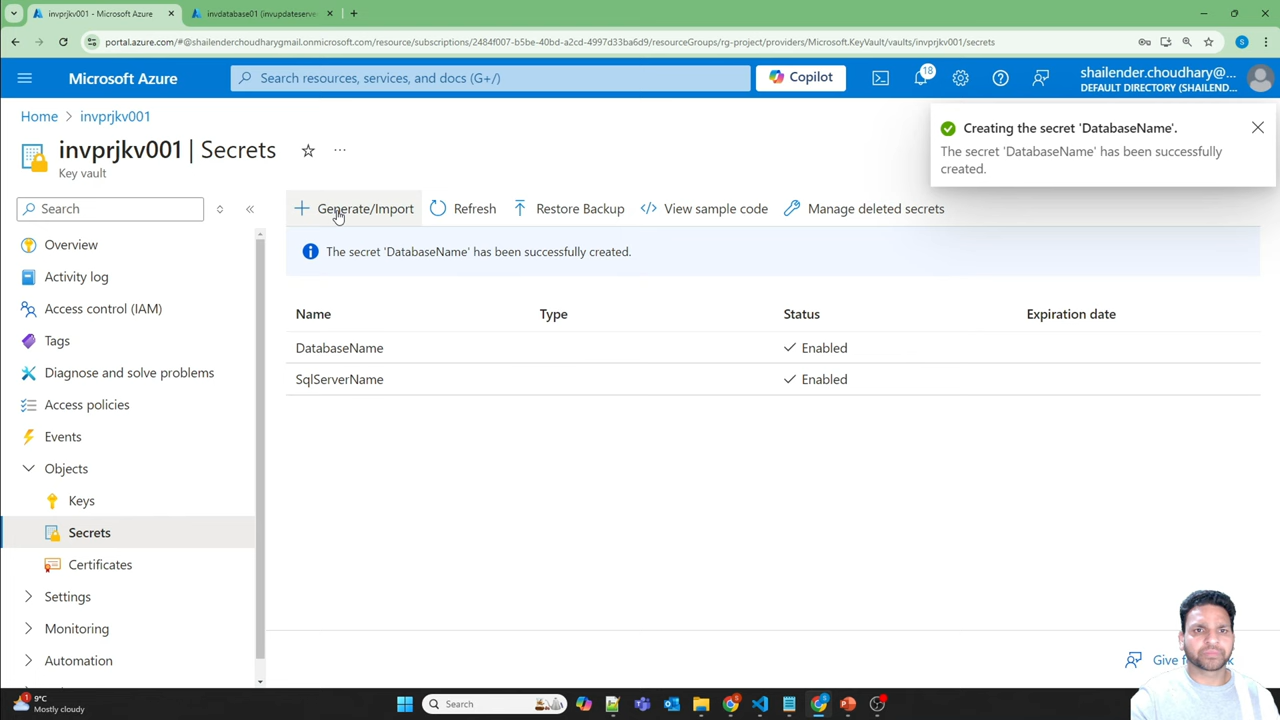 invprjkv001 - Microsoft Azure
invdatabase01 (invupdateserve
portal.azure.com/#@shailenderchoudharygmail.onmicrosoft.com/resource/subscriptions/2484f007-b5be-40bd-a2cd-4997d33ba6d9/resourceGroups/rg-project/providers/Microsoft.KeyVault/vaults/invprjkv001/secrets
Microsoft Azure
Search resources, services, and docs (G+/)
Copilot
18
shailender.choudhary@...
DEFAULT DIRECTORY (SHAILEND...
Home > invprjkv001
invprjkv001 | Secrets
Key vault
Creating the secret 'DatabaseName'.
The secret 'DatabaseName' has been successfully
created.
Search
Generate/Import
Refresh
Restore Backup
View sample code
Manage deleted secrets
The secret 'DatabaseName' has been successfully created.
Overview
Activity log
Access control (IAM)
Tags
Diagnose and solve problems
Access policies
Events
Objects
Keys
Secrets
Certificates
Settings
Monitoring
Automation
Name Type Status Expiration date
DatabaseName Enabled
SqlServerName Enabled
Give
9°C
Mostly cloudy
Search